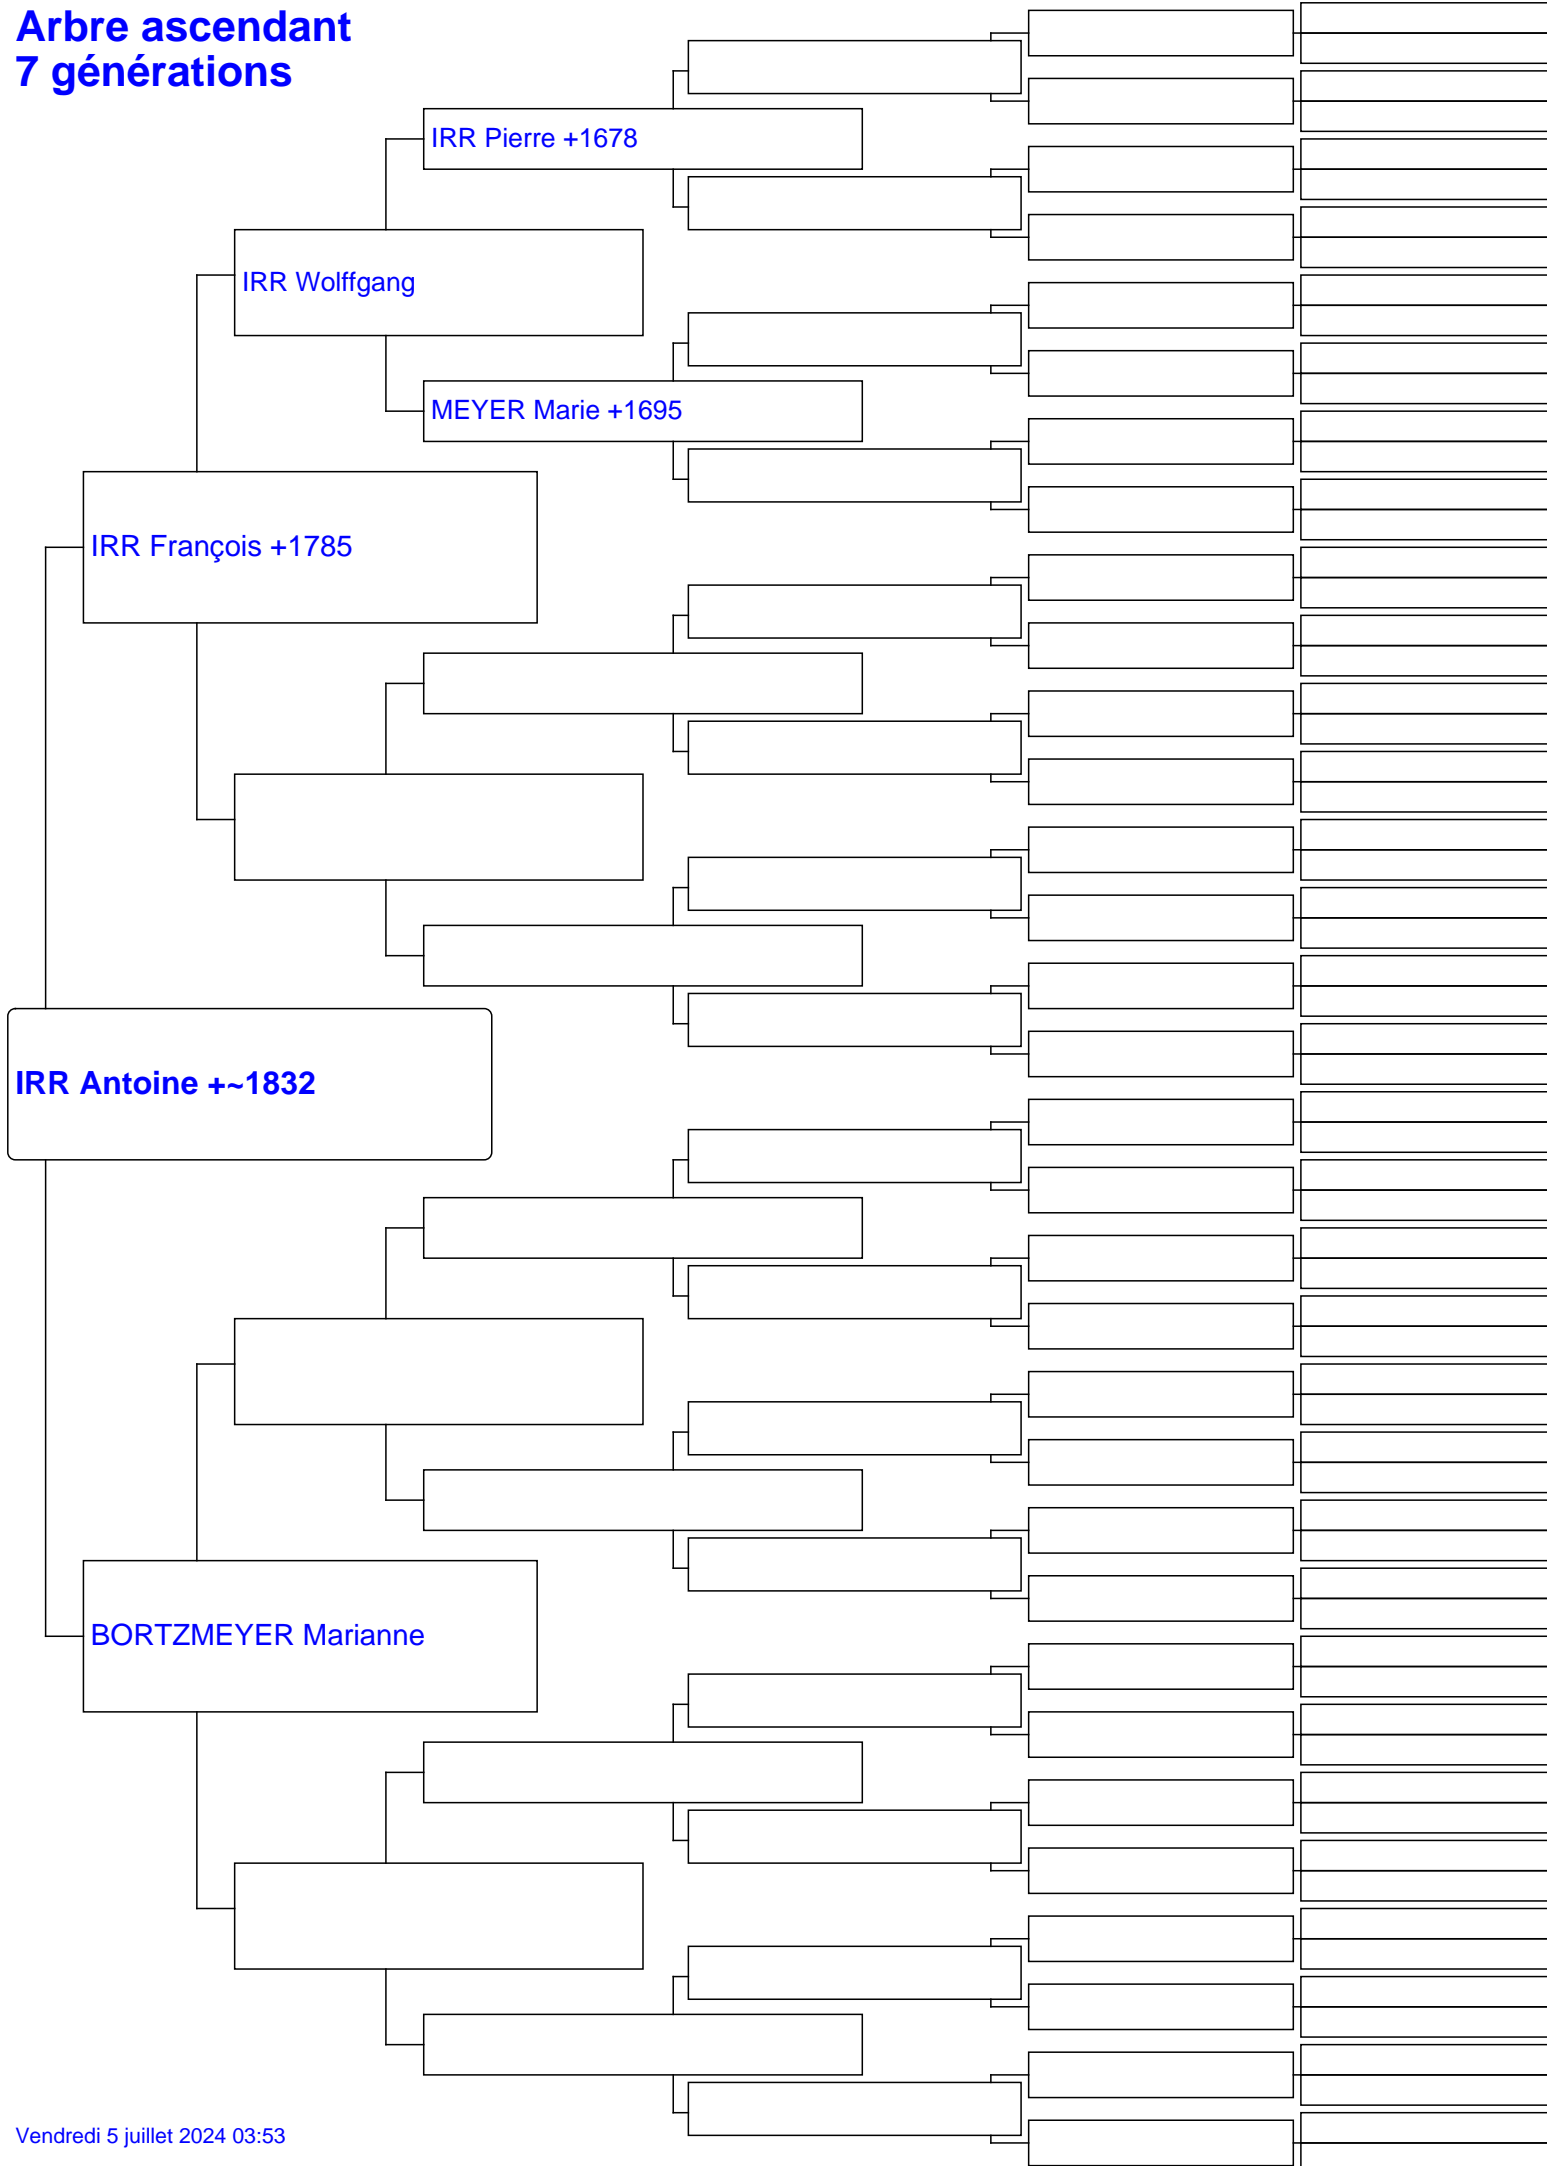 Arbre ascendant
7 générations
IRR Pierre +1678
IRR Wolffgang
MEYER Marie +1695
IRR François +1785
IRR Antoine +~1832
BORTZMEYER Marianne
Vendredi 5 juillet 2024 03:53